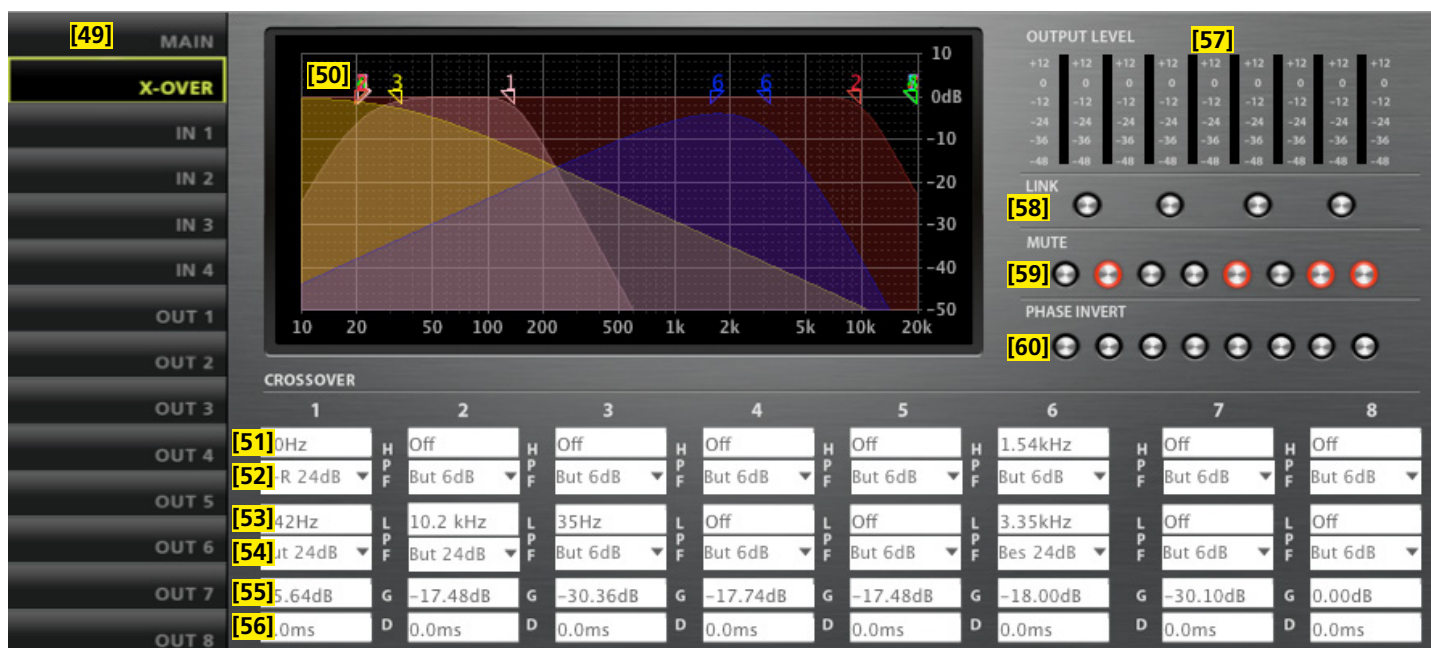 [49] MAIN
X-OVER
IN 1
IN 2
IN 3
IN 4
OUT 1
OUT 2
OUT 3
OUT 4
OUT 5
OUT 6
OUT 7
OUT 8
[50]
3 1 6 6 2 8
10
0dB
-10
-20
-30
-40
-50
10 20 50 100 200 500 1k 2k 5k 10k 20k
OUTPUT LEVEL [57]
+12 +12 +12 +12 +12 +12 +12 +12
0 0 0 0 0 0 0 0
-12 -12 -12 -12 -12 -12 -12 -12
-24 -24 -24 -24 -24 -24 -24 -24
-36 -36 -36 -36 -36 -36 -36 -36
-48 -48 -48 -48 -48 -48 -48 -48
LINK
[58]
MUTE
[59]
PHASE INVERT
[60]
CROSSOVER
1 2 3 4 5 6 7 8
[51] 0Hz Off Off Off Off 1.54kHz Off Off
HPF HPF HPF HPF HPF HPF HPF
[52] -R 24dB But 6dB But 6dB But 6dB But 6dB But 6dB But 6dB But 6dB
[53] 42Hz 10.2 kHz 35Hz Off Off 3.35kHz Off Off
LPF LPF LPF LPF LPF LPF LPF
[54] ut 24dB But 24dB But 6dB But 6dB But 6dB Bes 24dB But 6dB But 6dB
[55] 5.64dB G -17.48dB G -30.36dB G -17.74dB G -17.48dB G -18.00dB G -30.10dB G 0.00dB
[56] .0ms D 0.0ms D 0.0ms D 0.0ms D 0.0ms D 0.0ms D 0.0ms D 0.0ms